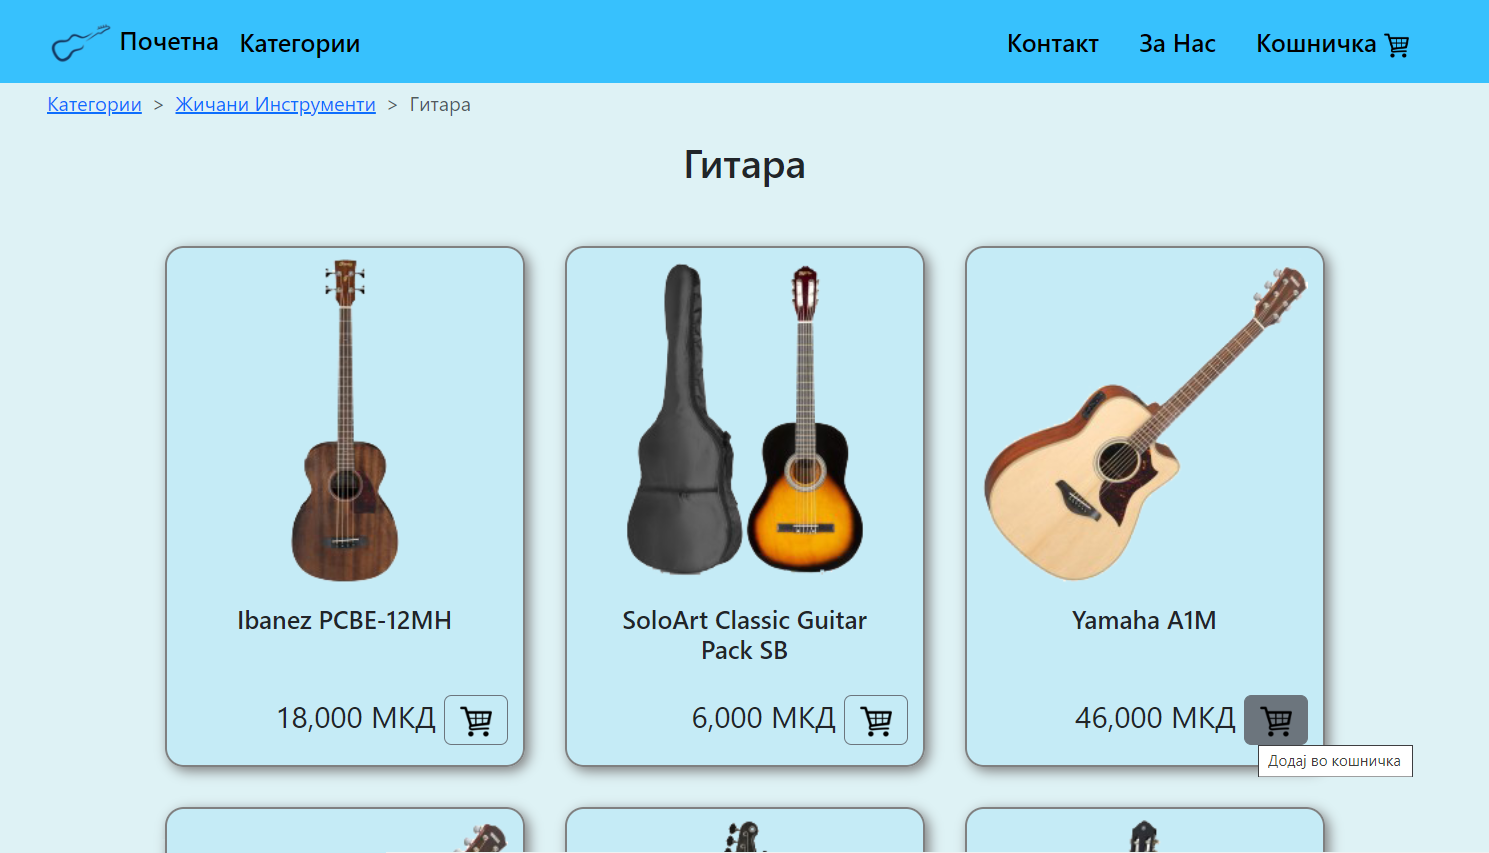 Почетна Категории Контакт За Нас Кошничка
Категории > Жичани Инструменти > Гитара
Гитара
Ibanez PCBE-12MH
18,000 МКД
SoloArt Classic Guitar
Pack SB
6,000 МКД
Yamaha A1M
46,000 МКД
Додај во кошничка